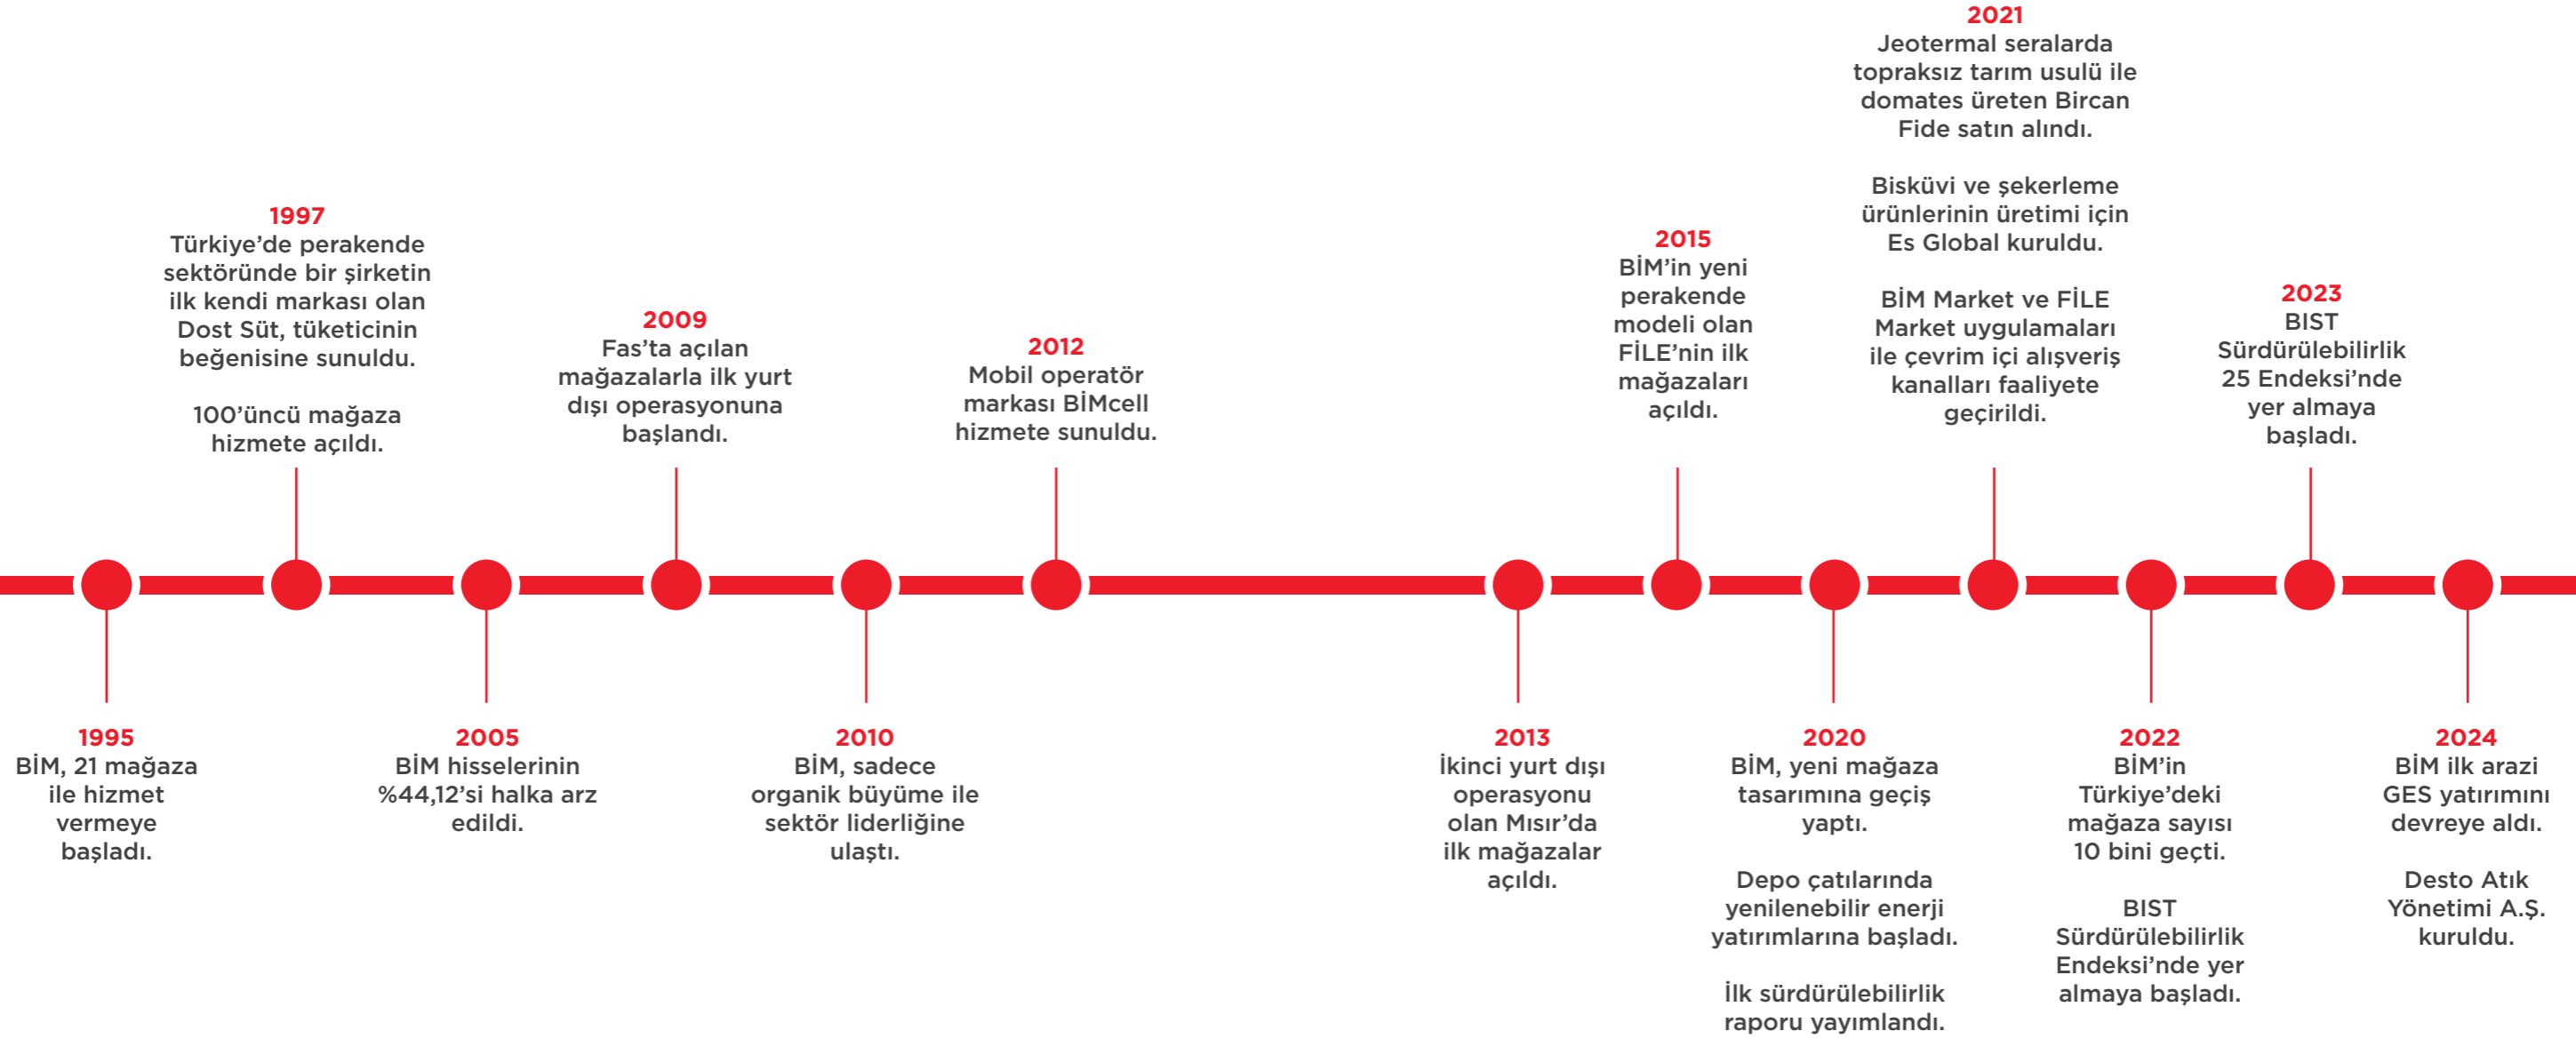 1995
BİM, 21 mağaza
ile hizmet
vermeye
başladı.
1997
Türkiye’de perakende
sektöründe bir şirketin
ilk kendi markası olan
Dost Süt, tüketicinin
beğenisine sunuldu.
100’üncü mağaza
hizmete açıldı.
2005
BİM hisselerinin
%44,12’si halka arz
edildi.
2009
Fas’ta açılan
mağazalarla ilk yurt
dışı operasyonuna
başlandı.
2010
BİM, sadece
organik büyüme ile
sektör liderliğine
ulaştı.
2012
Mobil operatör
markası BİMcell
hizmete sunuldu.
2013
İkinci yurt dışı
operasyonu
olan Mısır’da
ilk mağazalar
açıldı.
2015
BİM’in yeni
perakende
modeli olan
FİLE’nin ilk
mağazaları
açıldı.
2020
BİM, yeni mağaza
tasarımına geçiş
yaptı.
Depo çatılarında
yenilenebilir enerji
yatırımlarına başladı.
İlk sürdürülebilirlik
raporu yayımlandı.
2021
Jeotermal seralarda
topraksız tarım usulü ile
domates üreten Bircan
Fide satın alındı.
Bisküvi ve şekerleme
ürünlerinin üretimi için
Es Global kuruldu.
BİM Market ve FİLE
Market uygulamaları
ile çevrim içi alışveriş
kanalları faaliyete
geçirildi.
2022
BİM’in
Türkiye’deki
mağaza sayısı
10 bini geçti.
BIST
Sürdürülebilirlik
Endeksi’nde yer
almaya başladı.
2023
BIST
Sürdürülebilirlik
25 Endeksi’nde
yer almaya
başladı.
2024
BİM ilk arazi
GES yatırımını
devreye aldı.
Desto Atık
Yönetimi A.Ş.
kuruldu.